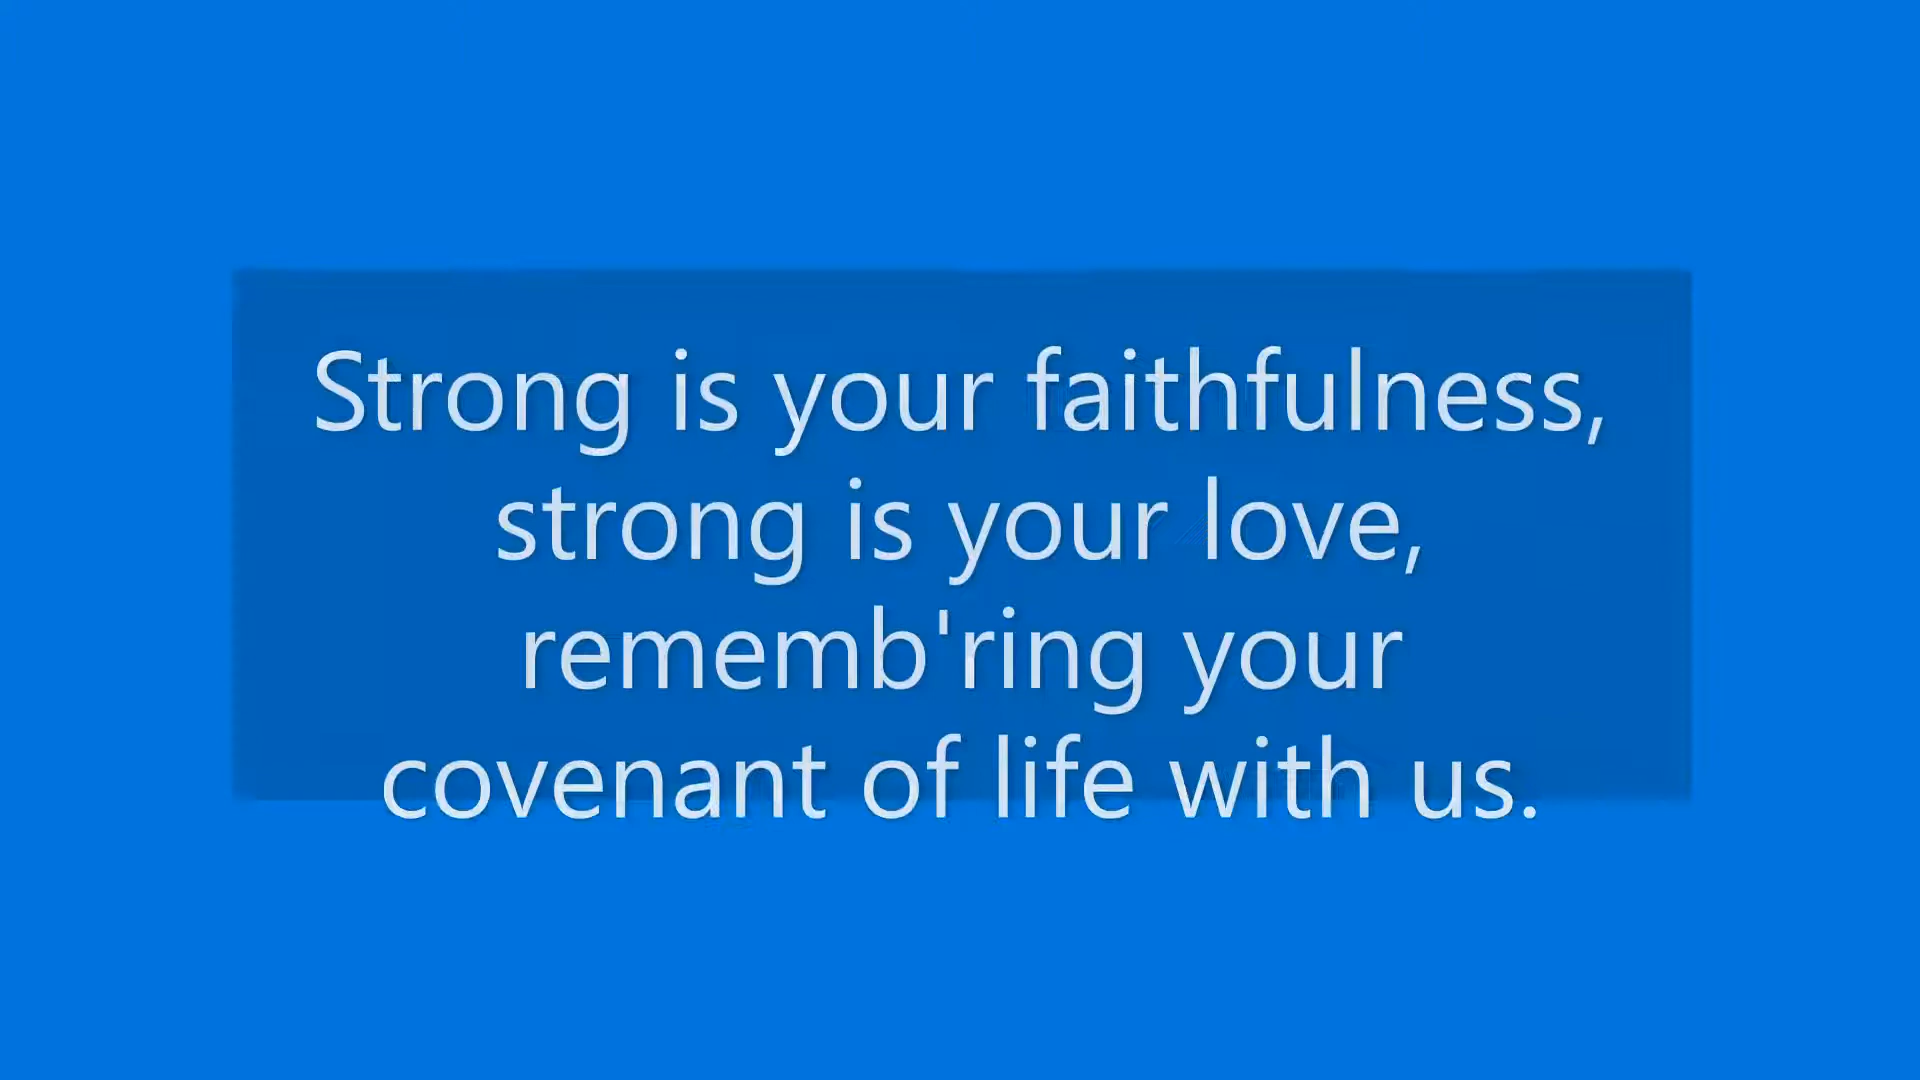 Strong is your faithfulness,
strong is your love,
rememb'ring your
covenant of life with us.